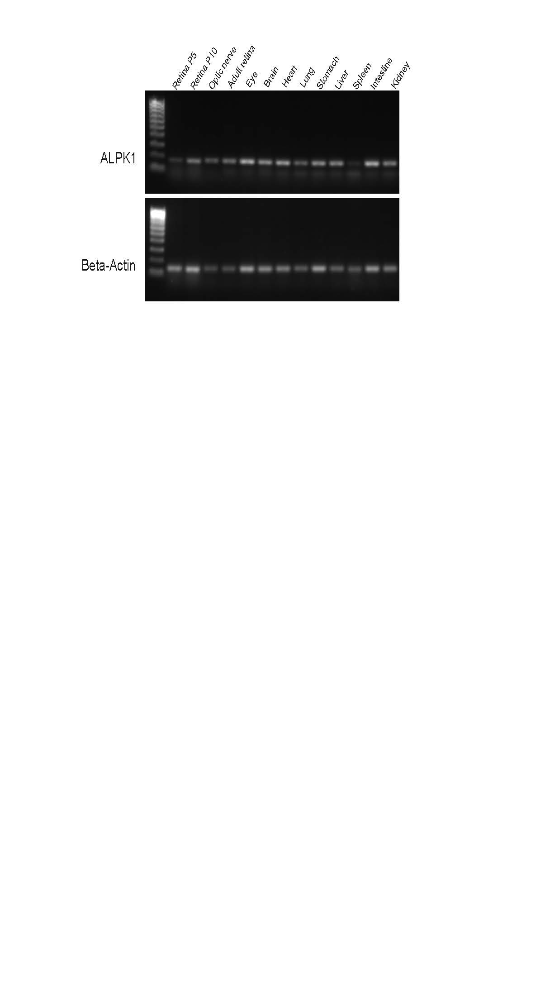 Retina P5
Retina P10
Optic nerve
Adult retina
Eye
Brain
Heart
Lung
Stomach
Liver
Spleen
Intestine
Kidney
ALPK1
Beta-Actin